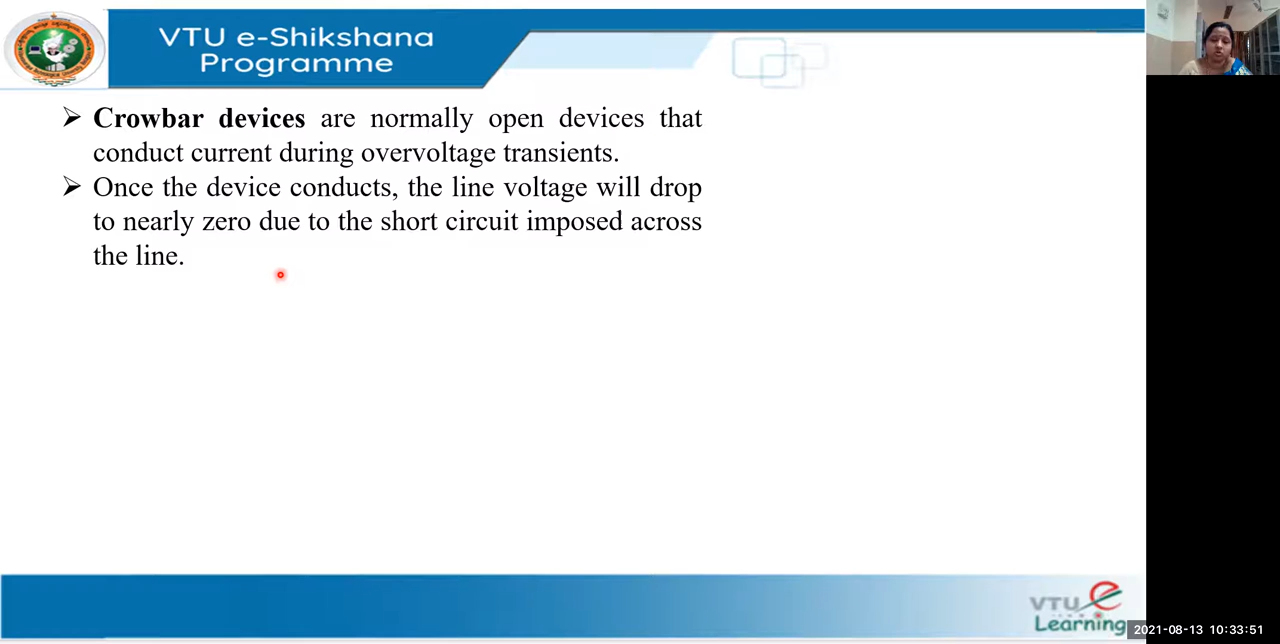 VTU e-Shikshana
Programme
➢ Crowbar devices are normally open devices that
conduct current during overvoltage transients.
➢ Once the device conducts, the line voltage will drop
to nearly zero due to the short circuit imposed across
the line.
VTU e
Learning
2021-08-13 10:33:51